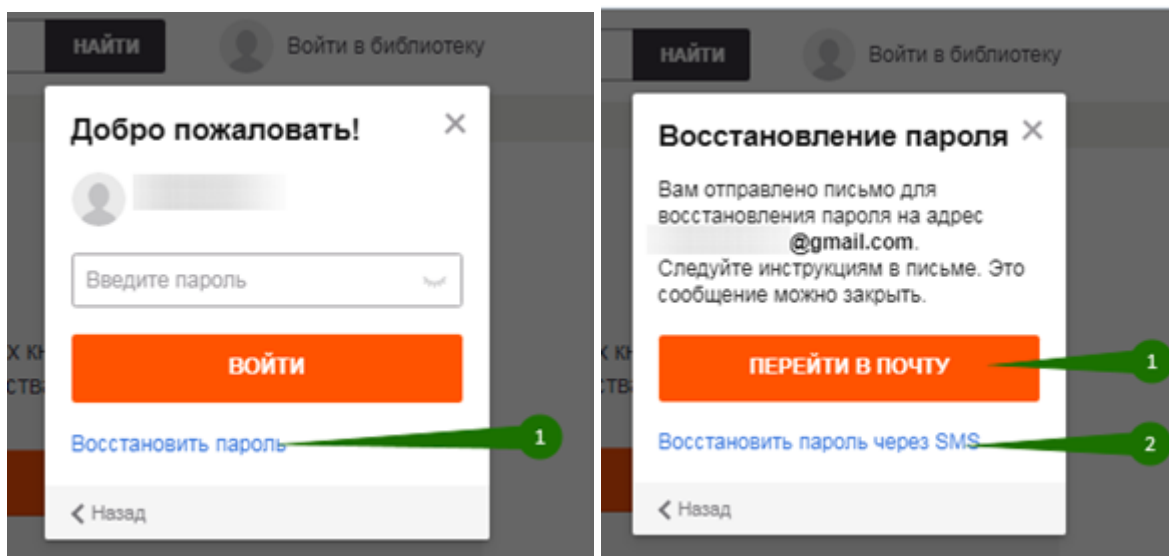 НАЙТИ
Войти в библиотеку
Добро пожаловать!
Введите пароль
ВОЙТИ
Восстановить пароль
1
Назад
НАЙТИ
Войти в библиотеку
Восстановление пароля
Вам отправлено письмо для
восстановления пароля на адрес
@gmail.com.
Следуйте инструкциям в письме. Это
сообщение можно закрыть.
ПЕРЕЙТИ В ПОЧТУ
1
Восстановить пароль через SMS
2
Назад